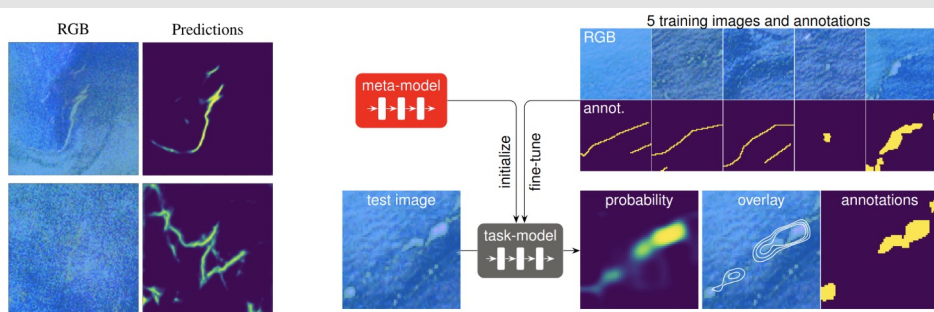 RGB
Predictions
5 training images and annotations
RGB
annot.
meta-model
initialize
fine-tune
test image
task-model
probability
overlay
annotations